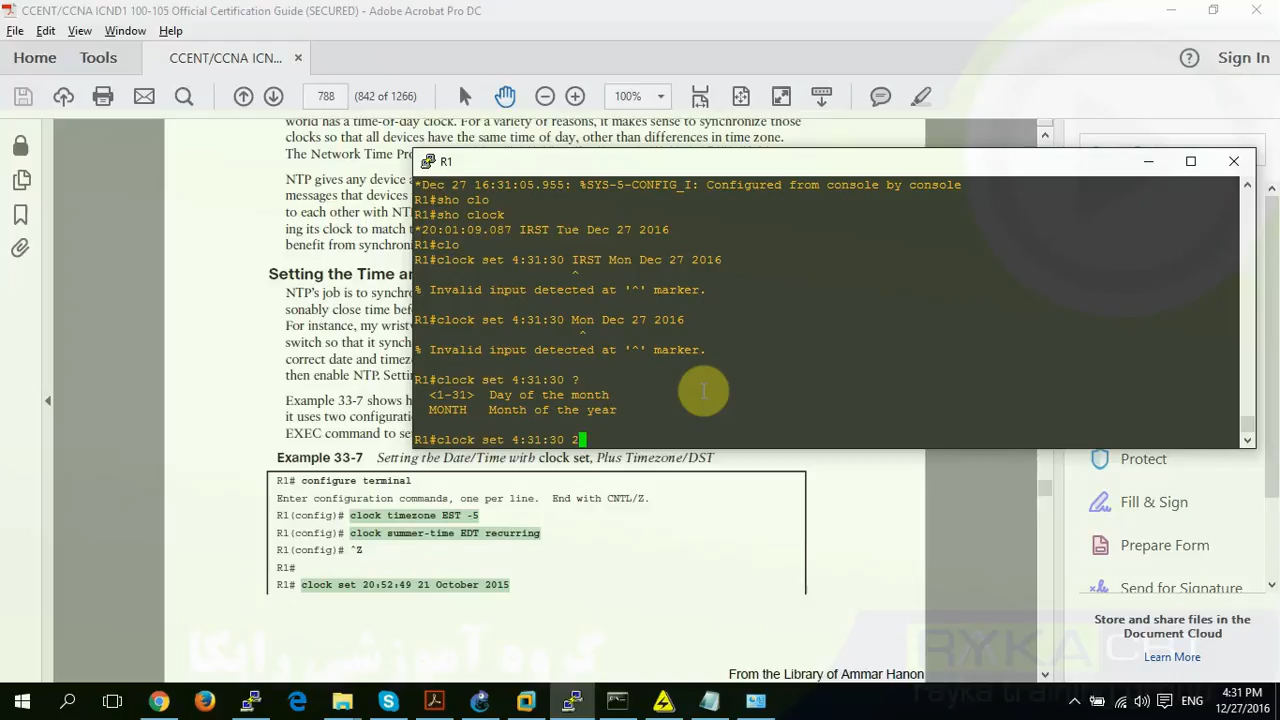 CCENT/CCNA ICND1 100-105 Official Certification Guide (SECURED) - Adobe Acrobat Pro DC
File Edit View Window Help
Home Tools CCENT/CCNA ICN... × Sign In
788 (842 of 1266) 100%
world has a time-of-day clock. For a variety of reasons, it makes sense to synchronize those
clocks so that all devices have the same time of day, other than differences in time zone.
The Network Time Pro
NTP gives any device a
messages that devices
to each other with NT
ing its clock to match t
benefit from synchron
Setting the Time an
NTP's job is to synchro
sonably close time befo
For instance, my wrist
switch so that it synch
correct date and timez
then enable NTP. Setti
Example 33-7 shows h
it uses two configurati
EXEC command to se
R1
*Dec 27 16:31:05.955: %SYS-5-CONFIG_I: Configured from console by console
R1#sho clo
R1#sho clock
*20:01:09.087 IRST Tue Dec 27 2016
R1#clo
R1#clock set 4:31:30 IRST Mon Dec 27 2016
^
% Invalid input detected at '^' marker.
R1#clock set 4:31:30 Mon Dec 27 2016
^
% Invalid input detected at '^' marker.
R1#clock set 4:31:30 ?
<1-31> Day of the month
MONTH Month of the year
R1#clock set 4:31:30 2
Example 33-7 Setting the Date/Time with clock set, Plus Timezone/DST
R1# configure terminal
Enter configuration commands, one per line. End with CNTL/Z.
R1(config)# clock timezone EST -5
R1(config)# clock summer-time EDT recurring
R1(config)# ^Z
R1#
R1# clock set 20:52:49 21 October 2015
Protect
Fill & Sign
Prepare Form
Send for Signature
Store and share files in the
Document Cloud
Learn More
گروه آموزشی رایکا
RYKA CBT
From the Library of Ammar Hanon
ENG
4:31 PM
12/27/2016